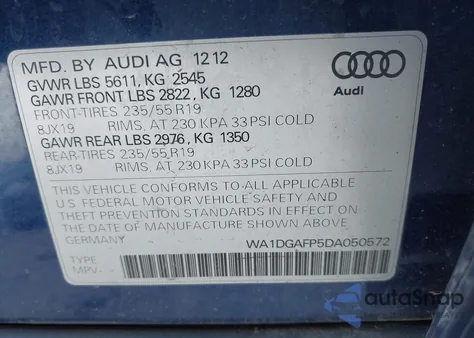 MFD. BY AUDI AG 12 12
GVWR LBS 5611, KG 2545
GAWR FRONT LBS 2822, KG 1280
FRONT-TIRES 235/55 R19
8JX19 RIMS, AT 230 KPA 33 PSI COLD
GAWR REAR LBS 2976, KG 1350
REAR-TIRES 235/55 R19
8JX19 RIMS, AT 230 KPA 33 PSI COLD
Audi
THIS VEHICLE CONFORMS TO ALL APPLICABLE
U.S. FEDERAL MOTOR VEHICLE SAFETY AND
THEFT PREVENTION STANDARDS IN EFFECT ON
THE DATE OF MANUFACTURE SHOWN ABOVE.
GERMANY
WA1DGAFP5DA050572
TYPE:
MPV
autoSnap